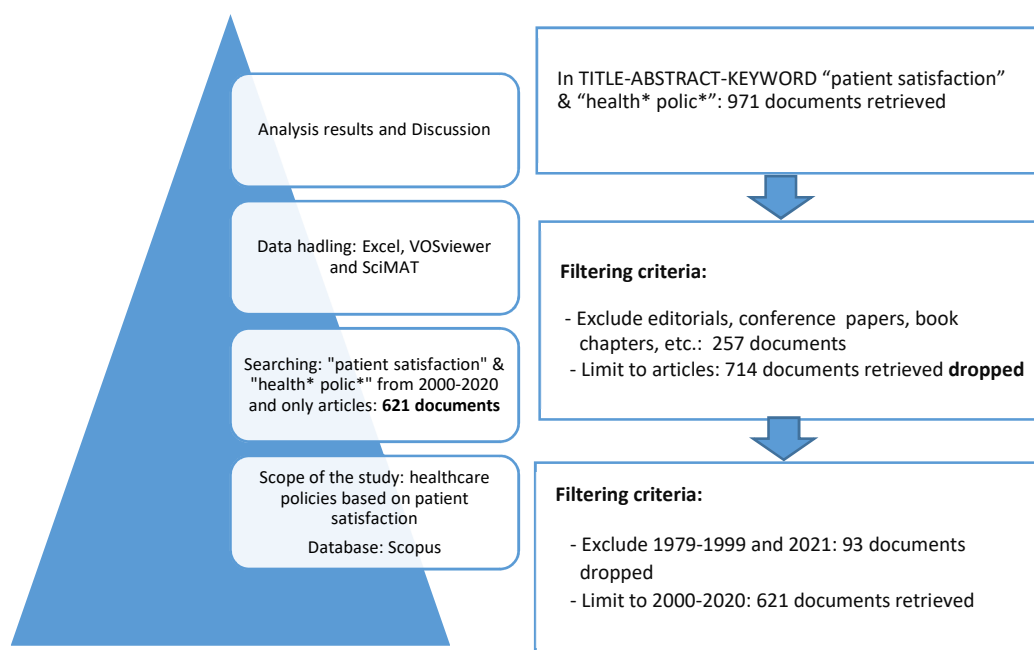 Analysis results and Discussion
Data hadling: Excel, VOSviewer
and SciMAT
Searching: "patient satisfaction" &
"health* polic*" from 2000-2020
and only articles: 621 documents
Scope of the study: healthcare
policies based on patient
satisfaction
Database: Scopus
In TITLE-ABSTRACT-KEYWORD “patient satisfaction”
& “health* polic*”: 971 documents retrieved
Filtering criteria:
- Exclude editorials, conference papers, book
chapters, etc.: 257 documents
- Limit to articles: 714 documents retrieved dropped
Filtering criteria:
- Exclude 1979-1999 and 2021: 93 documents
dropped
- Limit to 2000-2020: 621 documents retrieved